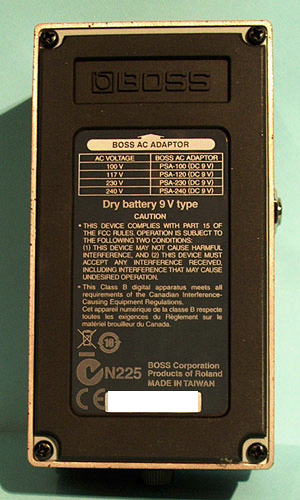 BOSS
BOSS AC ADAPTOR
AC VOLTAGE BOSS AC ADAPTOR
100 V PSA-100 (DC 9 V)
117 V PSA-120 (DC 9 V)
230 V PSA-230 (DC 9 V)
240 V PSA-240 (DC 9 V)
Dry battery 9 V type
CAUTION
• THIS DEVICE COMPLIES WITH PART 15 OF
THE FCC RULES. OPERATION IS SUBJECT TO
THE FOLLOWING TWO CONDITIONS:
(1) THIS DEVICE MAY NOT CAUSE HARMFUL
INTERFERENCE, AND (2) THIS DEVICE MUST
ACCEPT ANY INTERFERENCE RECEIVED,
INCLUDING INTERFERENCE THAT MAY CAUSE
UNDESIRED OPERATION.
• This Class B digital apparatus meets all
requirements of the Canadian Interference-
Causing Equipment Regulations.
Cet appareil numérique de la classe B respecte
toutes les exigences du Règlement sur le
matériel brouilleur du Canada.
10
N225
BOSS Corporation
Products of Roland
MADE IN TAIWAN
CE